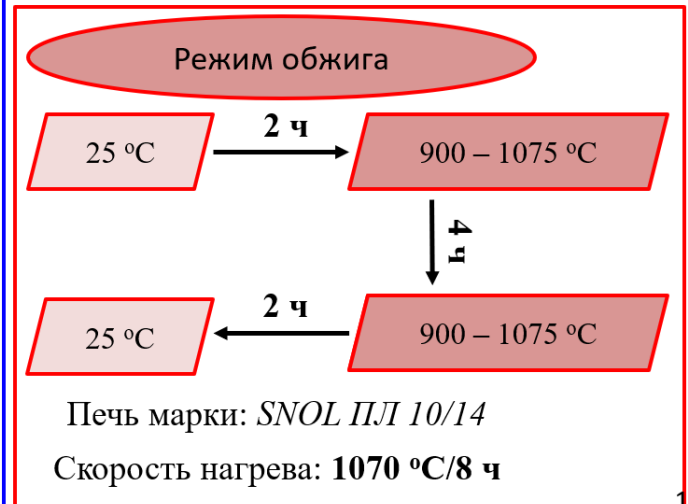 Режим обжига
2 ч
25 °C
900 – 1075 °C
4 ч
2 ч
25 °C
900 – 1075 °C
Печь марки: SNOL ПЛ 10/14
Скорость нагрева: 1070 °C/8 ч
1